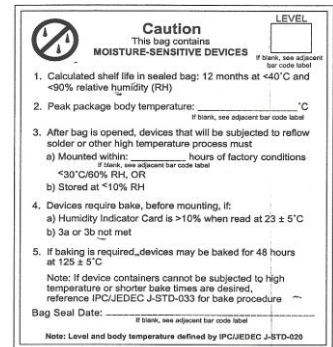 LEVEL
Caution
This bag contains
MOISTURE-SENSITIVE DEVICES
If blank, see adjacent
bar code label
1. Calculated shelf life in sealed bag: 12 months at <40°C and
<90% relative humidity (RH)
2. Peak package body temperature: ____________ °C
If blank, see adjacent bar code label
3. After bag is opened, devices that will be subjected to reflow
solder or other high temperature process must
a) Mounted within: ____________ hours of factory conditions
If blank, see adjacent bar code label
<30°C/60% RH, OR
b) Stored at <10% RH
4. Devices require bake, before mounting, if:
a) Humidity Indicator Card is >10% when read at 23 ± 5°C
b) 3a or 3b not met
5. If baking is required, devices may be baked for 48 hours
at 125 ± 5°C
Note: If device containers cannot be subjected to high
temperature or shorter bake times are desired,
reference IPC/JEDEC J-STD-033 for bake procedure
Bag Seal Date: ____________
If blank, see adjacent bar code label
Note: Level and body temperature defined by IPC/JEDEC J-STD-020